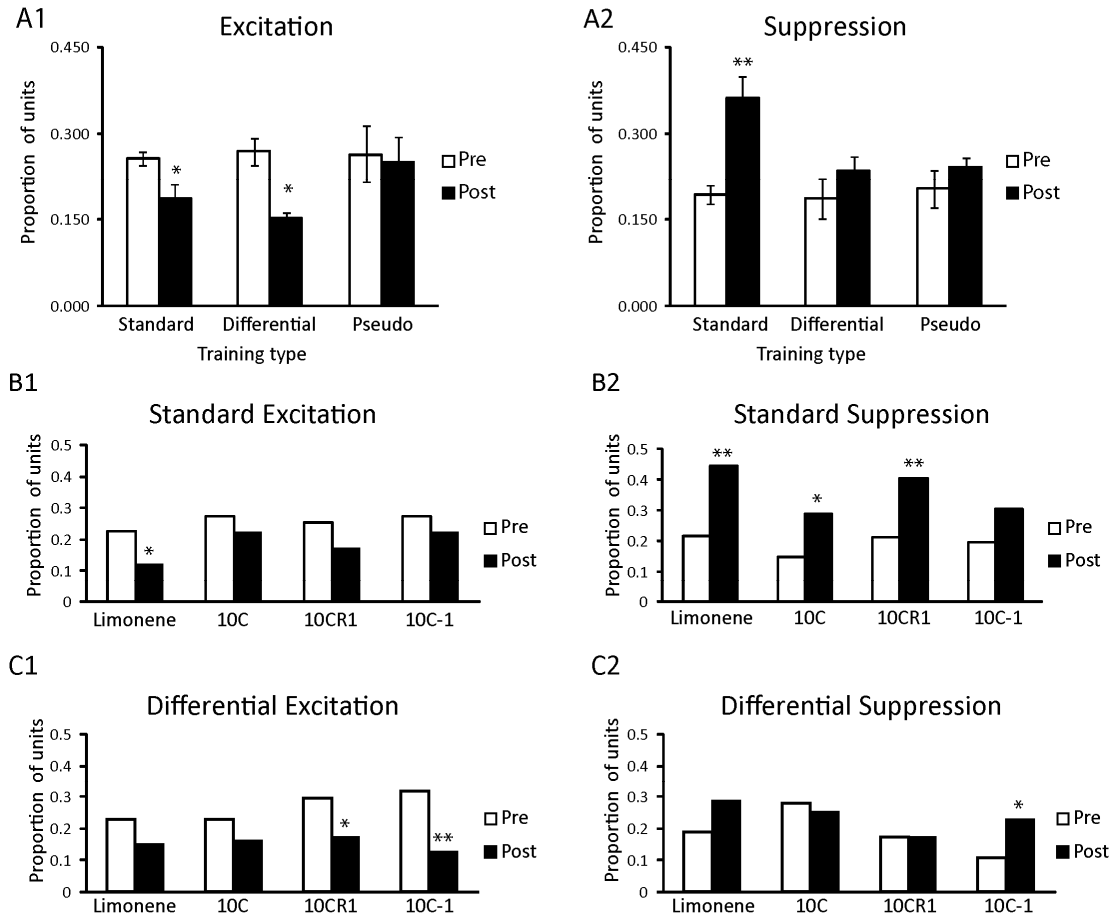 A1
Excitation
Proportion of units
0.450
0.300
0.150
0.000
*
*
Standard
Differential
Pseudo
Training type
Pre
Post
A2
Suppression
Proportion of units
0.450
0.300
0.150
0.000
**
Standard
Differential
Pseudo
Training type
Pre
Post
B1
Standard Excitation
Proportion of units
0.5
0.4
0.3
0.2
0.1
0
*
Limonene
10C
10CR1
10C-1
Pre
Post
B2
Standard Suppression
Proportion of units
0.5
0.4
0.3
0.2
0.1
0
**
*
**
Limonene
10C
10CR1
10C-1
Pre
Post
C1
Differential Excitation
Proportion of units
0.5
0.4
0.3
0.2
0.1
0
*
**
Limonene
10C
10CR1
10C-1
Pre
Post
C2
Differential Suppression
Proportion of units
0.5
0.4
0.3
0.2
0.1
0
*
Limonene
10C
10CR1
10C-1
Pre
Post